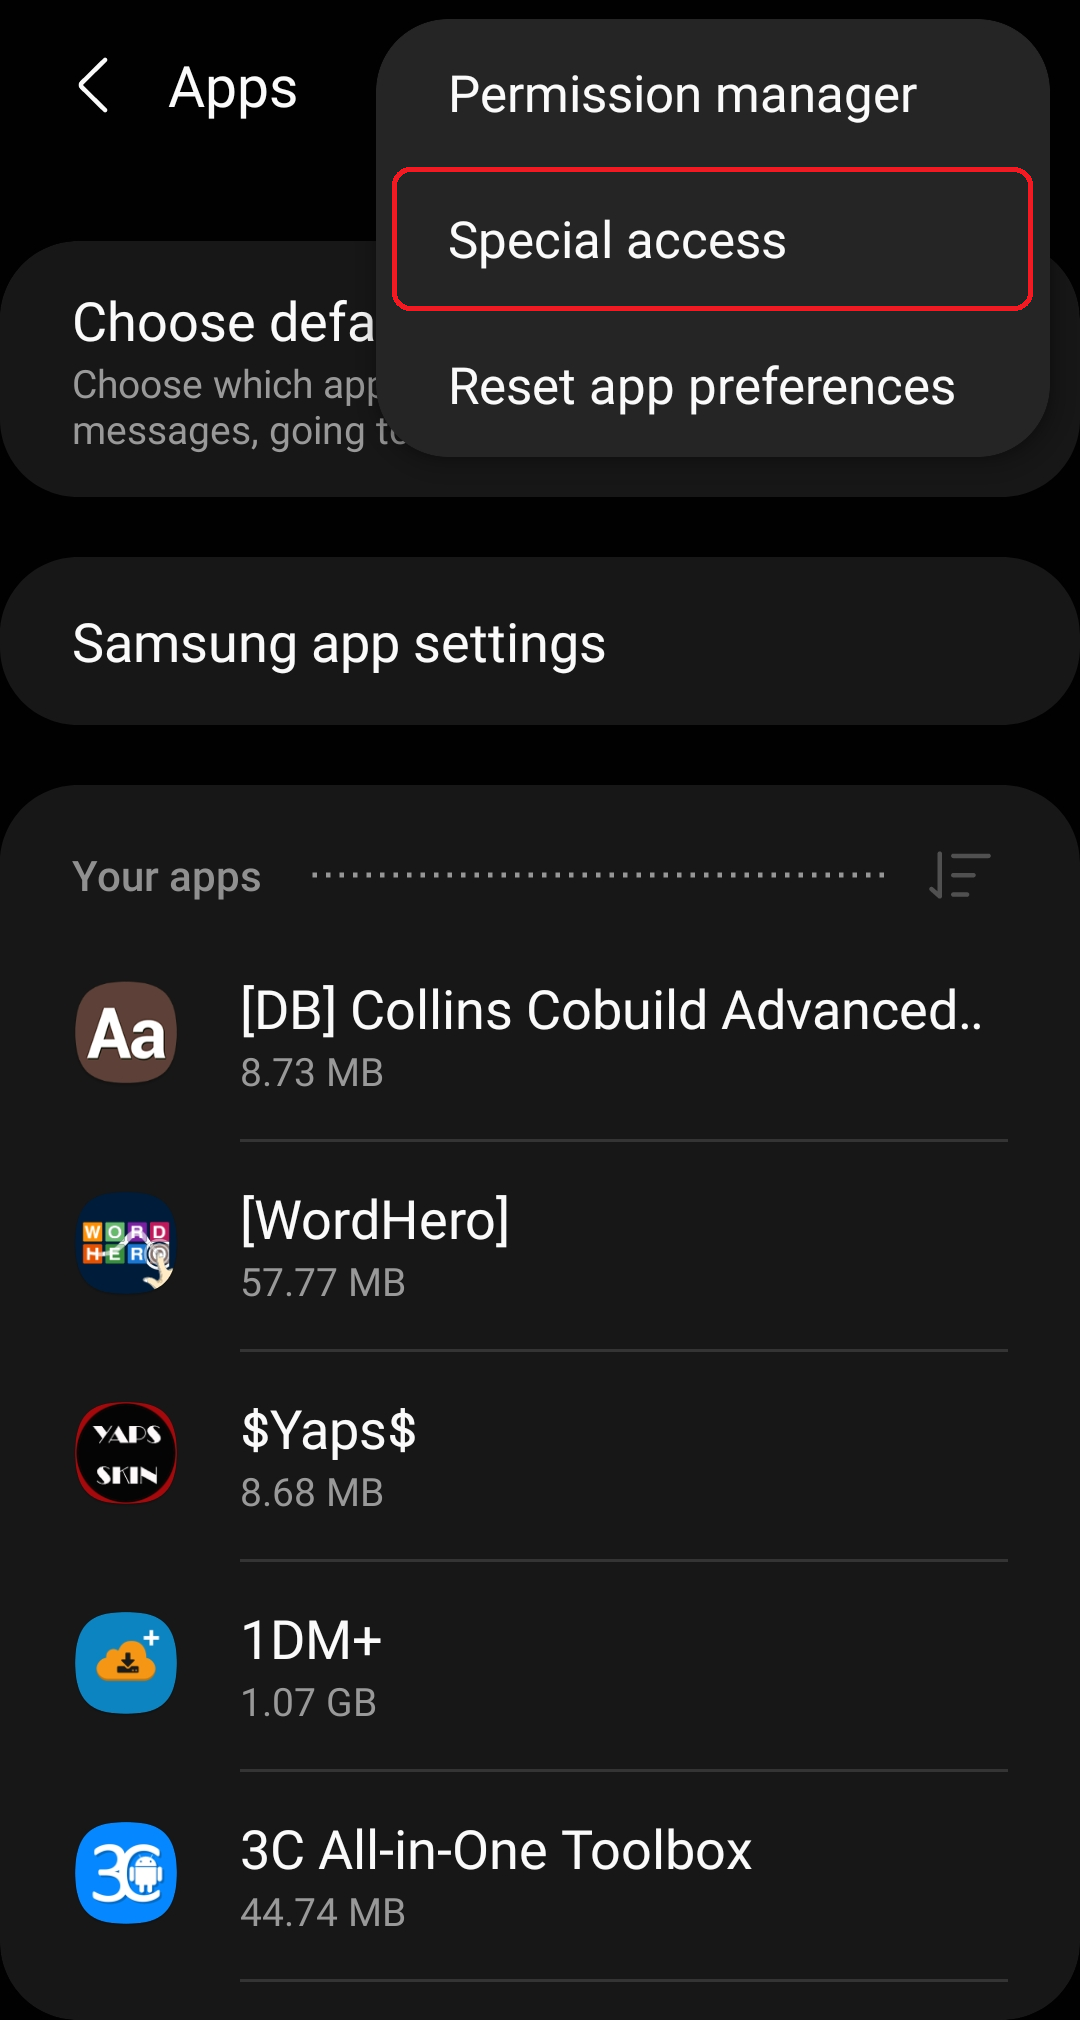 Apps
Permission manager
Special access
Reset app preferences
Choose defa
Choose which app
messages, going to
Samsung app settings
Your apps
Aa
[DB] Collins Cobuild Advanced..
8.73 MB
WORD
HERO
[WordHero]
57.77 MB
YAPS
SKIN
$Yaps$
8.68 MB
1DM+
1.07 GB
3C
3C All-in-One Toolbox
44.74 MB